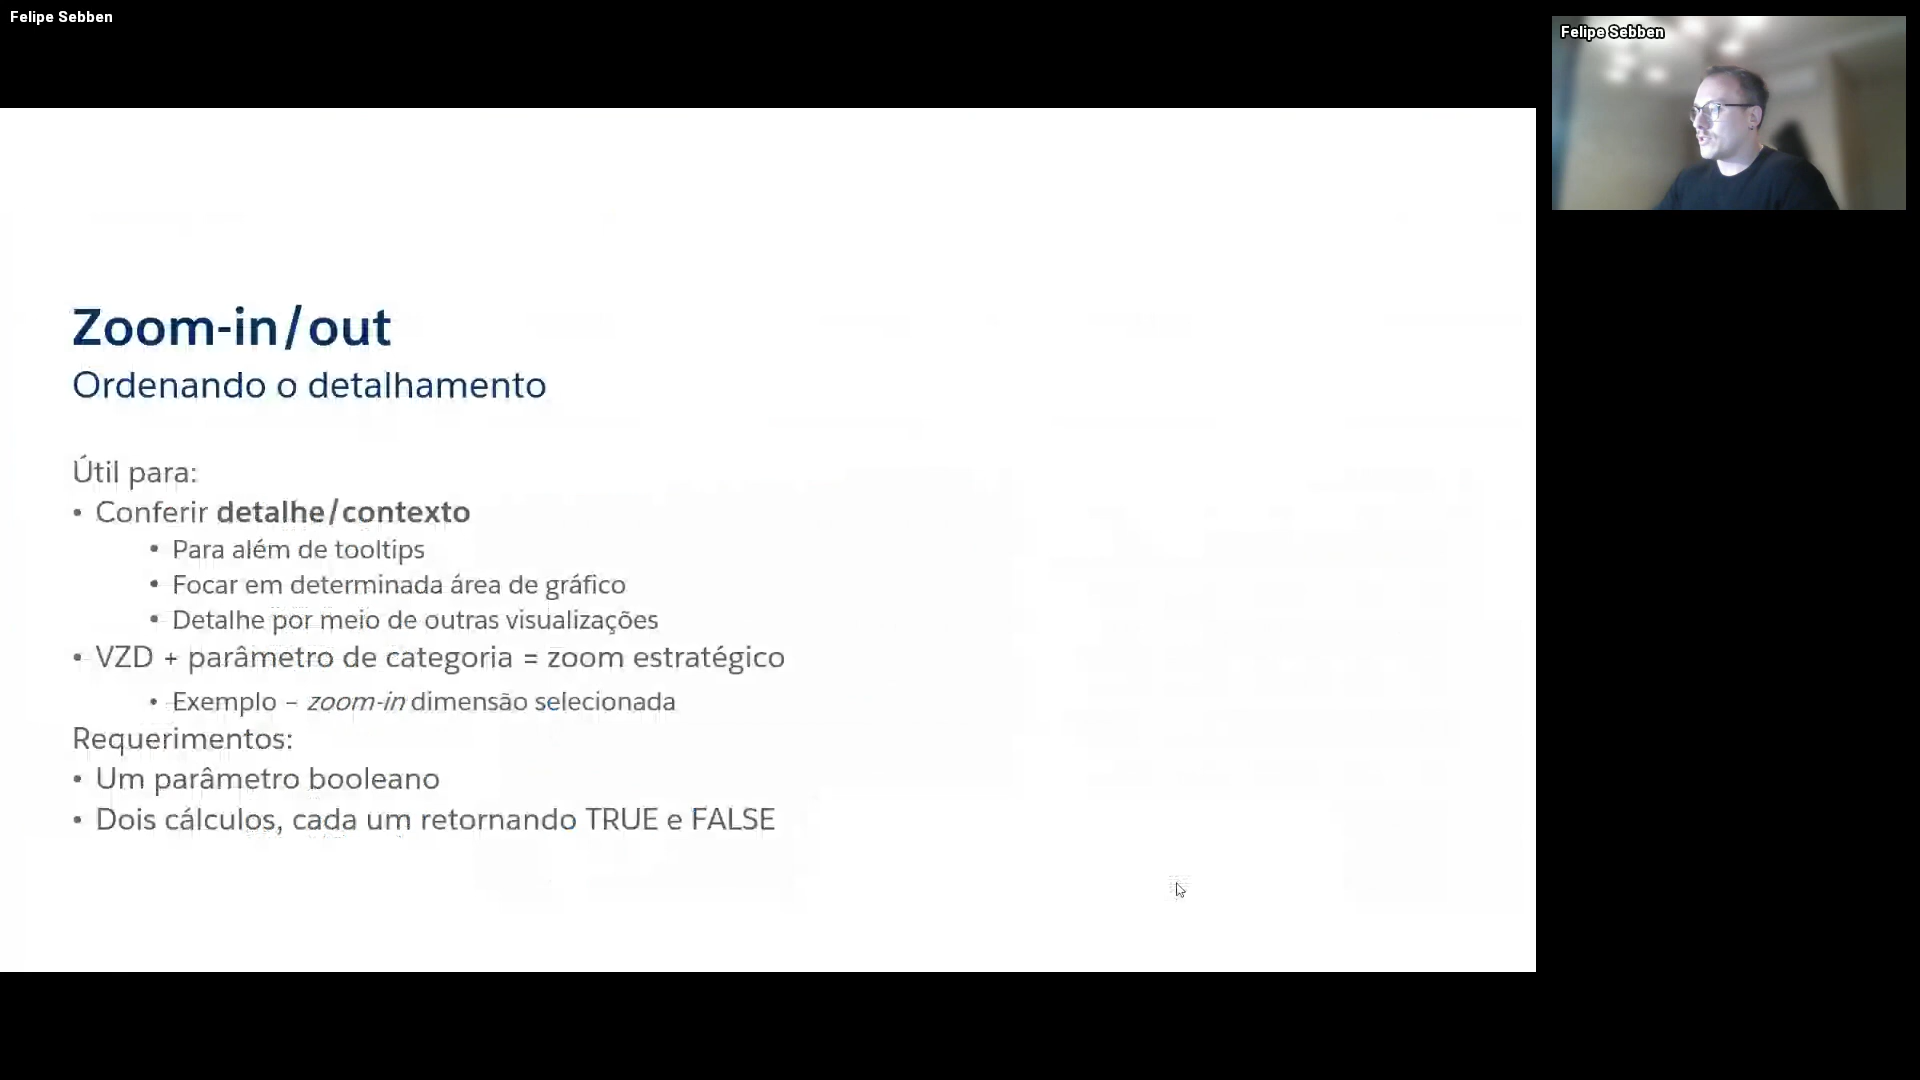 Felipe Sebben
Felipe Sebben
Zoom-in/out
Ordenando o detalhamento
Útil para:
• Conferir detalhe/contexto
• Para além de tooltips
• Focar em determinada área de gráfico
• Detalhe por meio de outras visualizações
• VZD + parâmetro de categoria = zoom estratégico
• Exemplo – zoom-in dimensão selecionada
Requerimentos:
• Um parâmetro booleano
• Dois cálculos, cada um retornando TRUE e FALSE